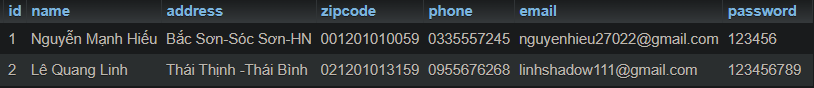 id name address zipcode phone email password
1 Nguyễn Mạnh Hiếu Bắc Sơn-Sóc Sơn-HN 001201010059 0335557245 nguyenhieu27022@gmail.com 123456
2 Lê Quang Linh Thái Thịnh -Thái Bình 021201013159 0955676268 linhshadow111@gmail.com 123456789